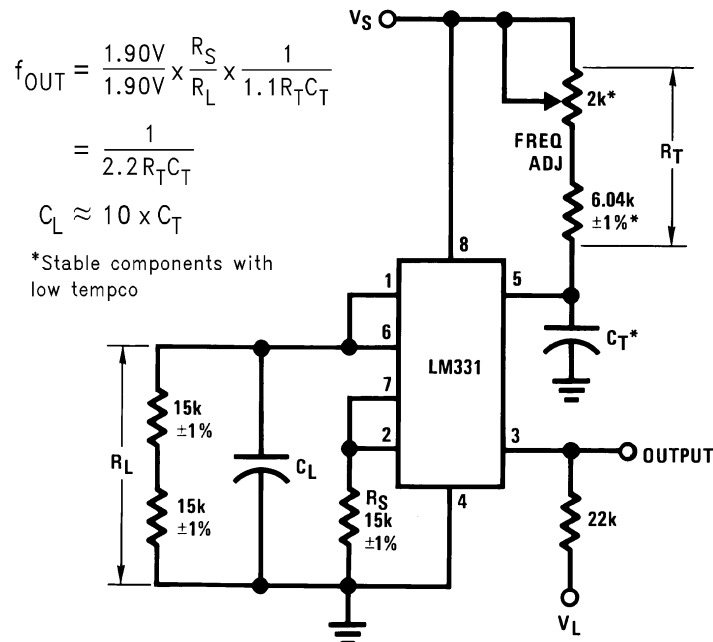 V_S
f_OUT = 1.90V/1.90V x R_S/R_L x 1/1.1R_TC_T
= 1/2.2R_TC_T
C_L ≈ 10 x C_T
*Stable components with
low tempco
2k*
FREQ
ADJ
R_T
6.04k
±1%*
8
1
5
6
LM331
C_T*
7
2
3
OUTPUT
15k
±1%
R_L
C_L
15k
±1%
R_S
15k
±1%
4
22k
V_L